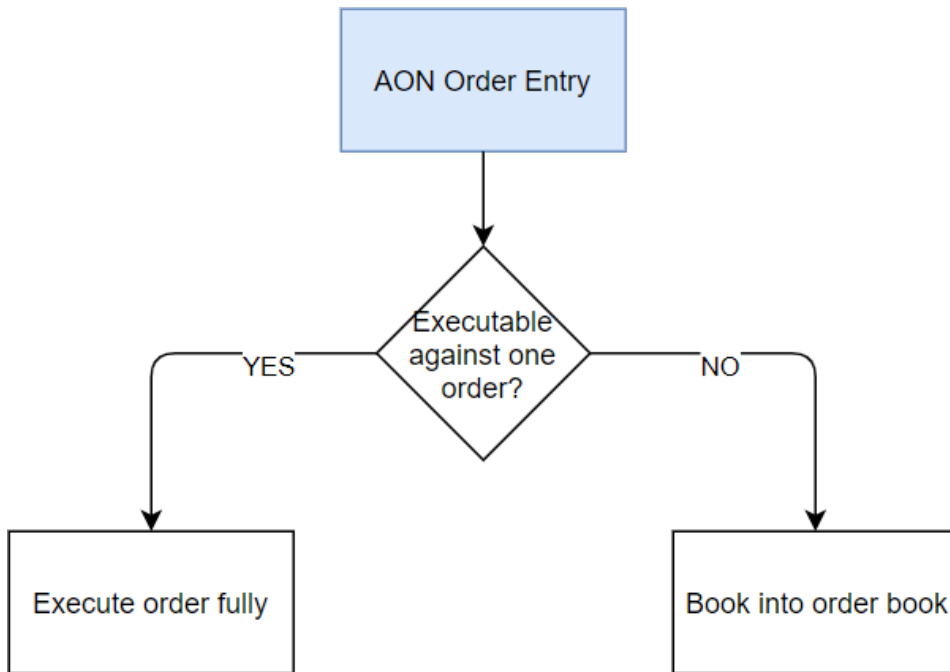 AON Order Entry
Executable
against one
order?
YES
NO
Execute order fully
Book into order book